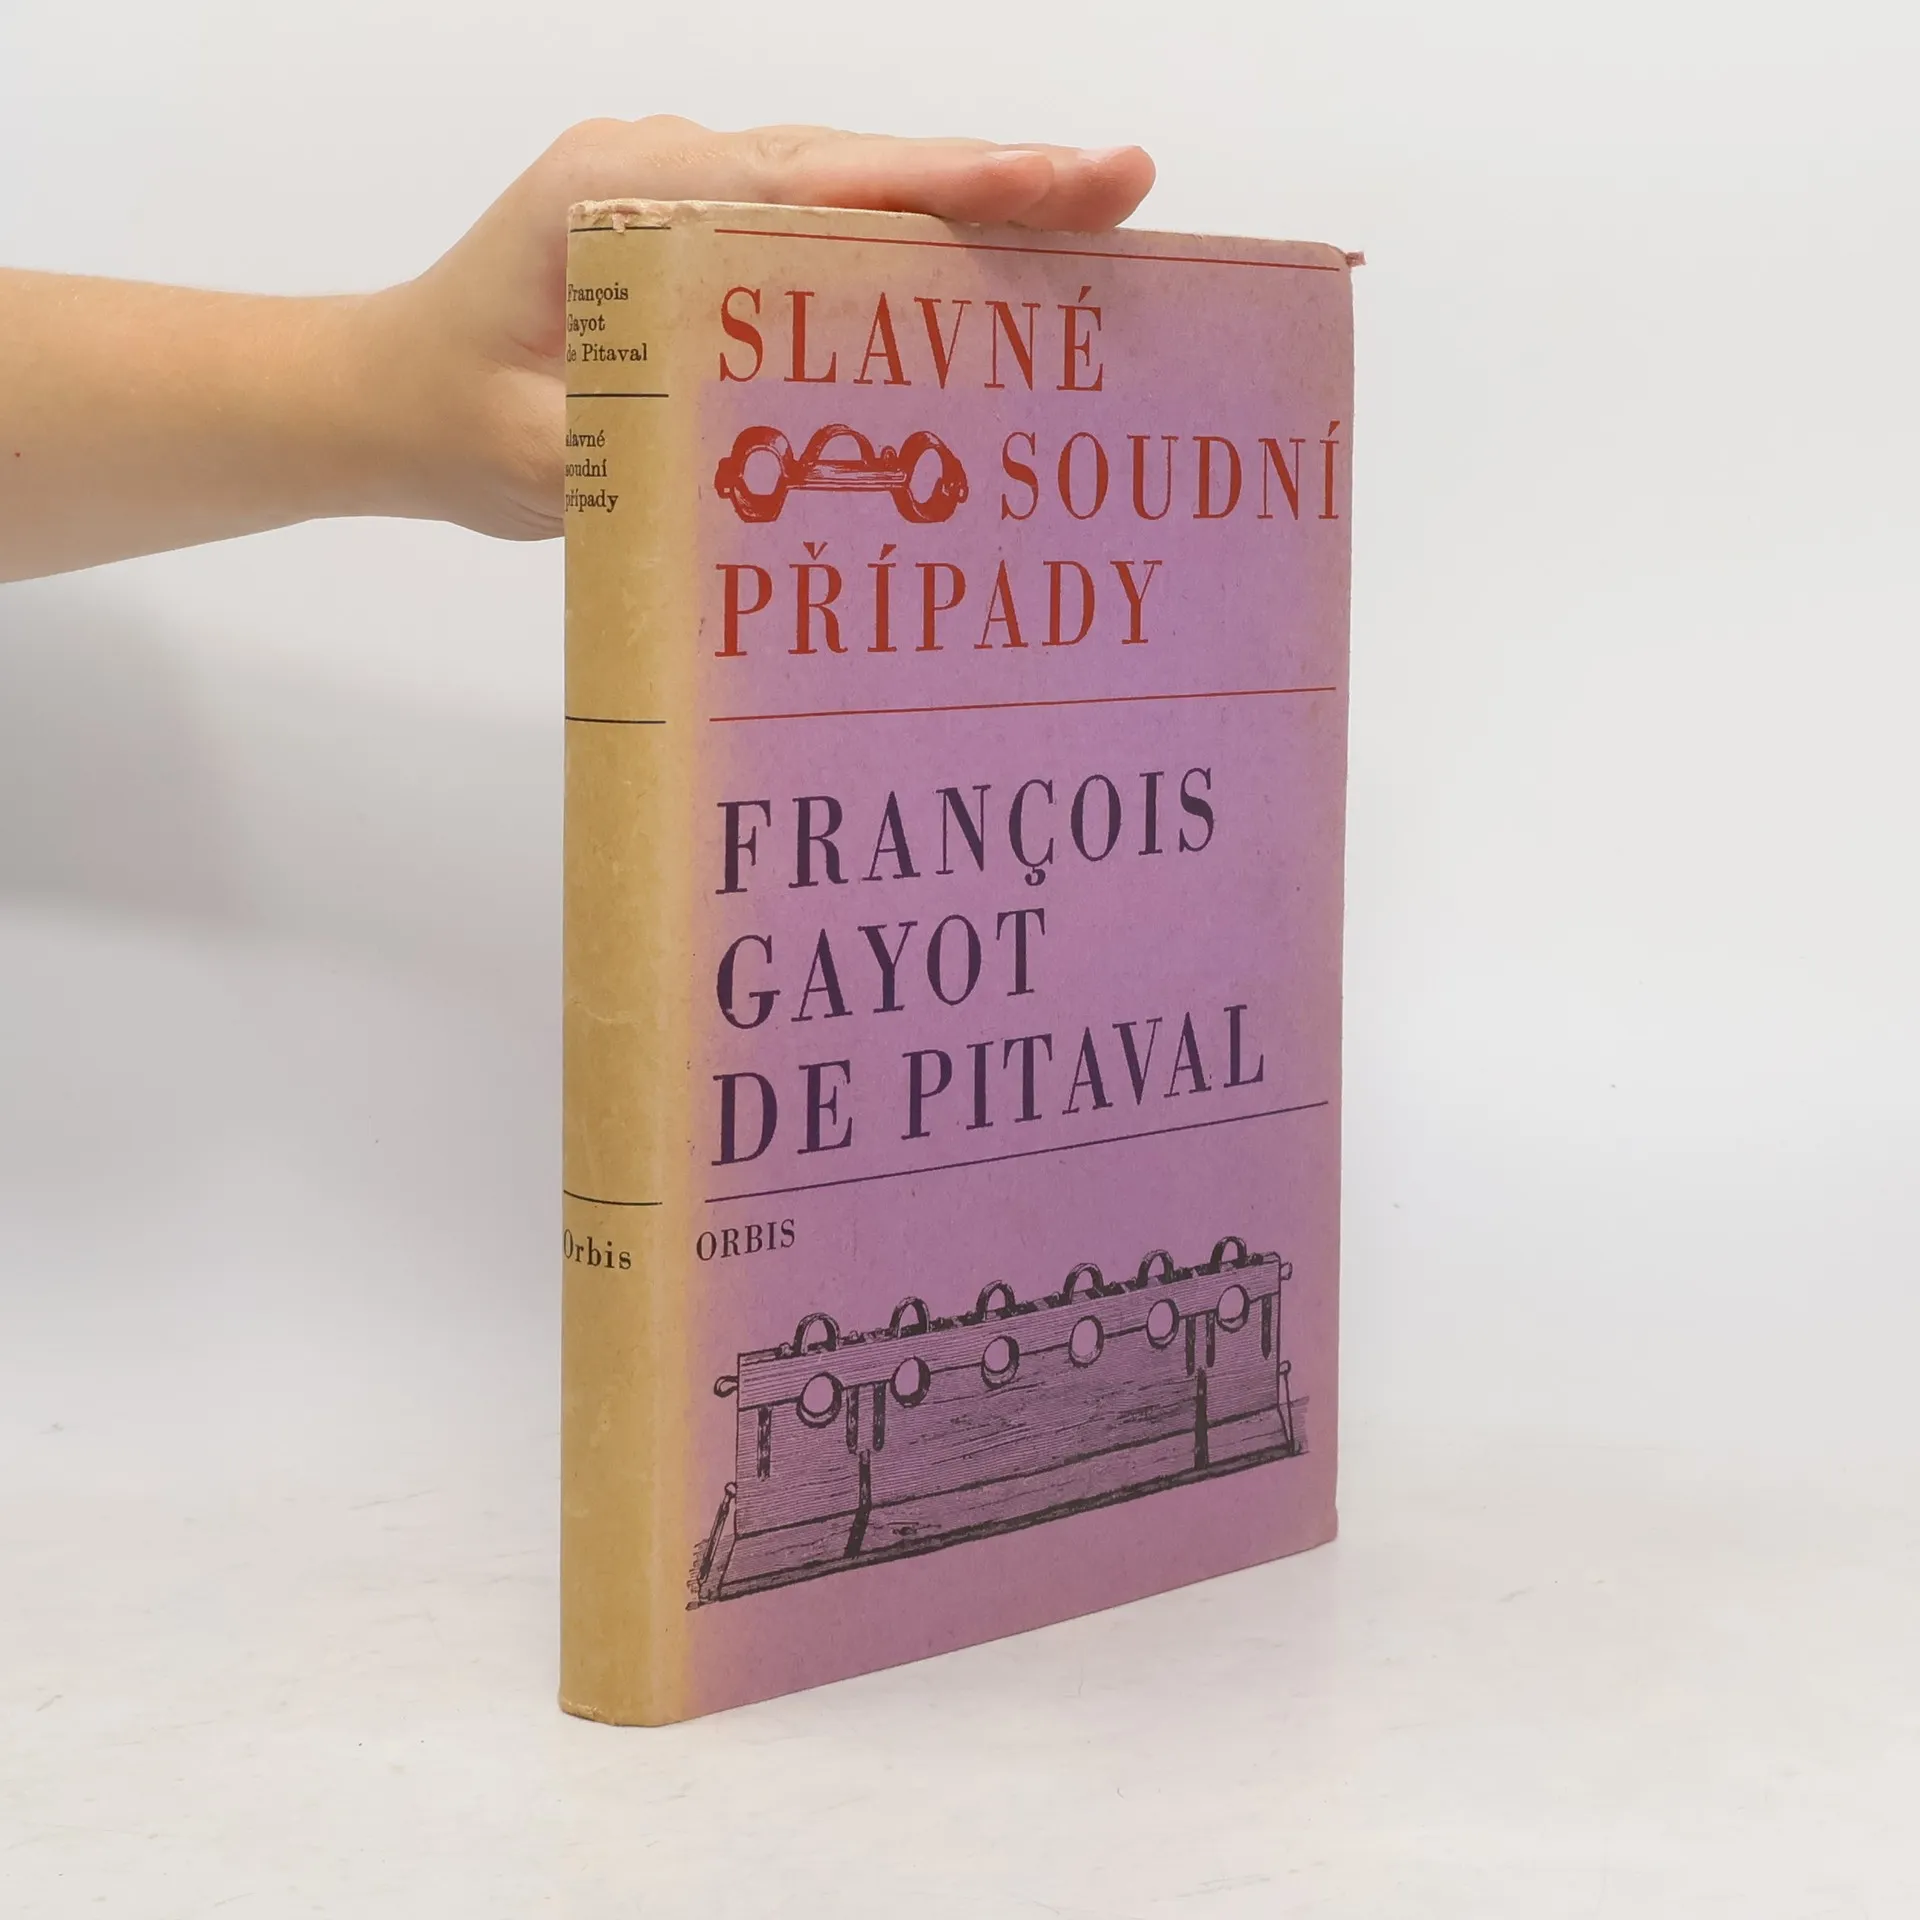 François
Gayot
de Pitaval
slavné
soudní
případy
Orbis
SLAVNÉ
SOUDNÍ
PŘÍPADY
FRANÇOIS
GAYOT
DE PITAVAL
ORBIS